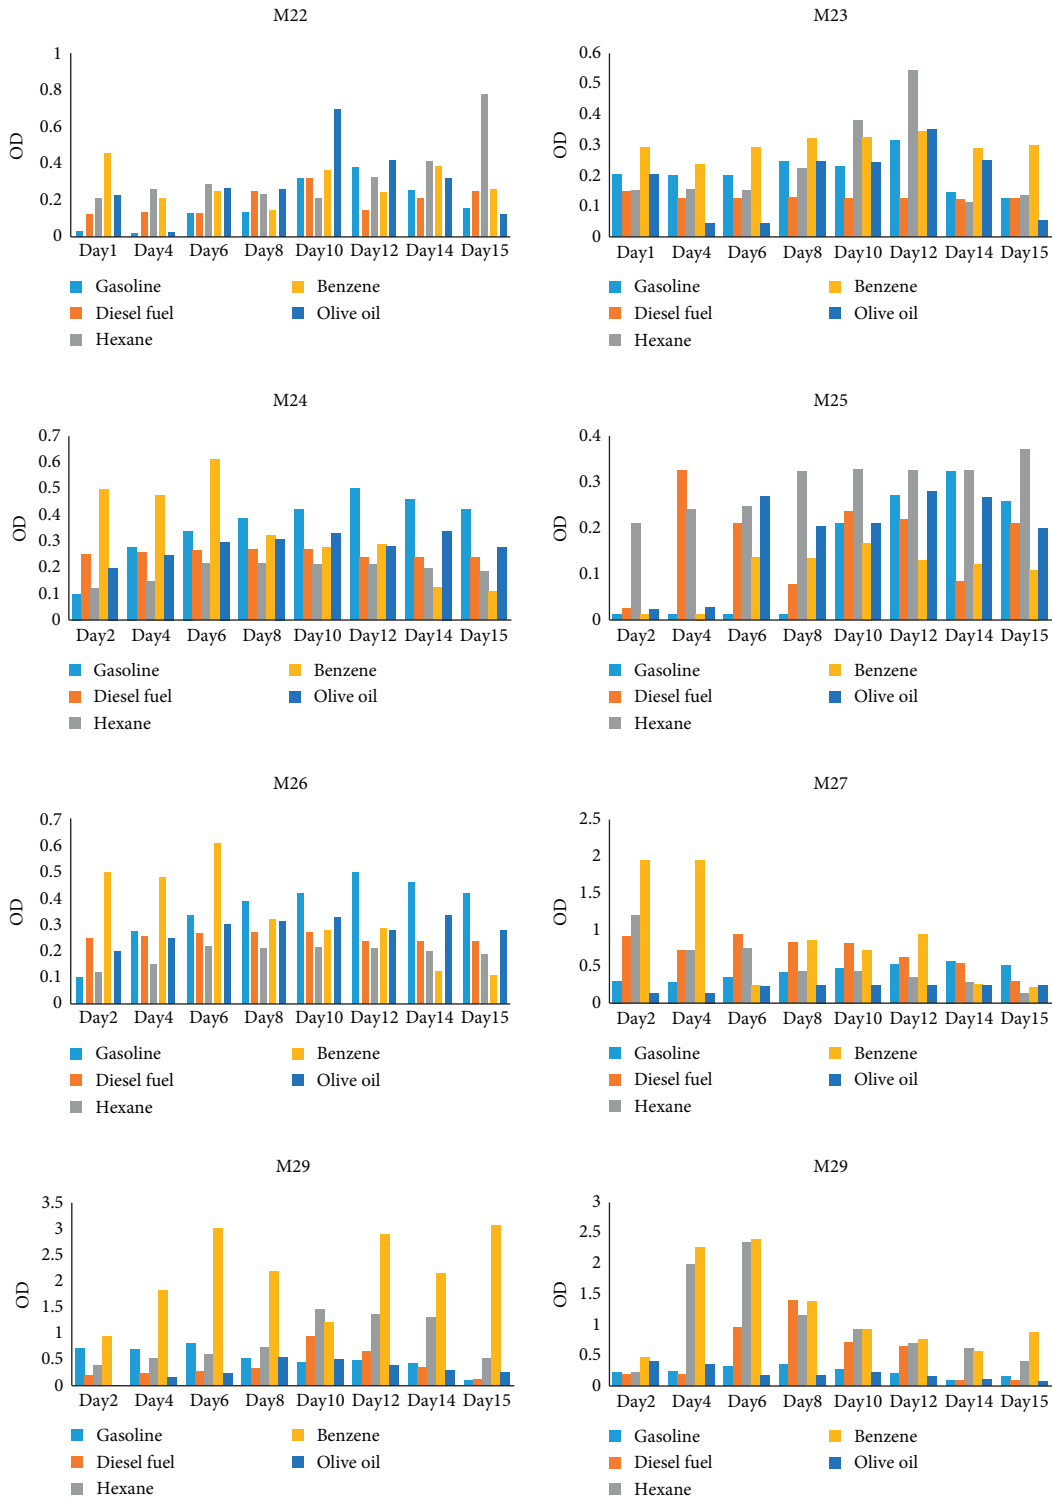 M22
OD
1
0.8
0.6
0.4
0.2
0
Day1 Day4 Day6 Day8 Day10 Day12 Day14 Day15
Gasoline
Diesel fuel
Hexane
Benzene
Olive oil
M23
OD
0.6
0.5
0.4
0.3
0.2
0.1
0
Day1 Day4 Day6 Day8 Day10 Day12 Day14 Day15
Gasoline
Diesel fuel
Hexane
Benzene
Olive oil
M24
OD
0.7
0.6
0.5
0.4
0.3
0.2
0.1
0
Day2 Day4 Day6 Day8 Day10 Day12 Day14 Day15
Gasoline
Diesel fuel
Hexane
Benzene
Olive oil
M25
OD
0.4
0.3
0.2
0.1
0
Day2 Day4 Day6 Day8 Day10 Day12 Day14 Day15
Gasoline
Diesel fuel
Hexane
Benzene
Olive oil
M26
OD
0.7
0.6
0.5
0.4
0.3
0.2
0.1
0
Day2 Day4 Day6 Day8 Day10 Day12 Day14 Day15
Gasoline
Diesel fuel
Hexane
Benzene
Olive oil
M27
OD
2.5
2
1.5
1
0.5
0
Day2 Day4 Day6 Day8 Day10 Day12 Day14 Day15
Gasoline
Diesel fuel
Hexane
Benzene
Olive oil
M29
OD
3.5
3
2.5
2
1.5
1
0.5
0
Day2 Day4 Day6 Day8 Day10 Day12 Day14 Day15
Gasoline
Diesel fuel
Hexane
Benzene
Olive oil
M29
OD
3
2.5
2
1.5
1
0.5
0
Day2 Day4 Day6 Day8 Day10 Day12 Day14 Day15
Gasoline
Diesel fuel
Hexane
Benzene
Olive oil